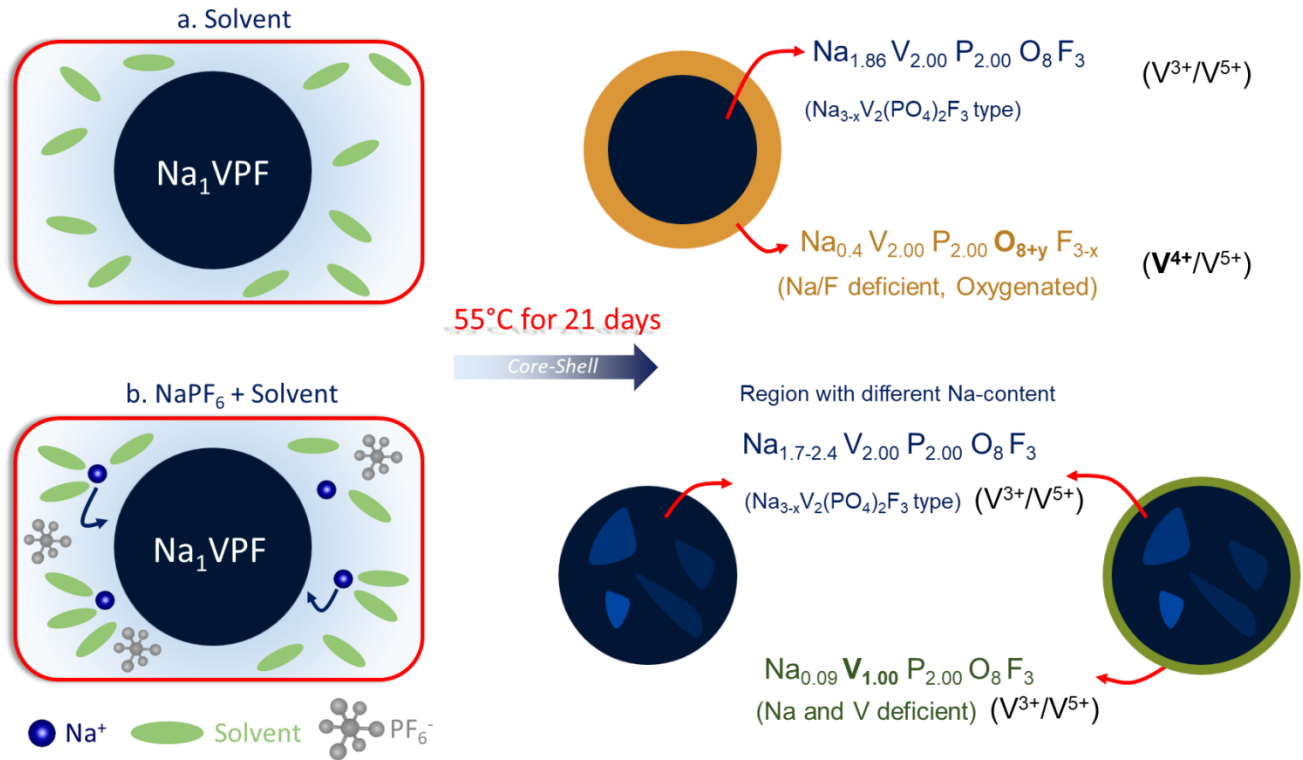 a. Solvent
Na₁VPF
Na₁.₈₆ V₂.₀₀ P₂.₀₀ O₈ F₃
(V³⁺/V⁵⁺)
(Na₃₋ₓV₂(PO₄)₂F₃ type)
Na₀.₄ V₂.₀₀ P₂.₀₀ O₈₊y F₃₋ₓ
(V⁴⁺/V⁵⁺)
(Na/F deficient, Oxygenated)
55°C for 21 days
Core-Shell
b. NaPF₆ + Solvent
Na₁VPF
Region with different Na-content
Na₁.₇₋₂.₄ V₂.₀₀ P₂.₀₀ O₈ F₃
(Na₃₋ₓV₂(PO₄)₂F₃ type) (V³⁺/V⁵⁺)
Na₀.₀₉ V₁.₀₀ P₂.₀₀ O₈ F₃
(Na and V deficient) (V³⁺/V⁵⁺)
Na⁺ Solvent PF₆⁻